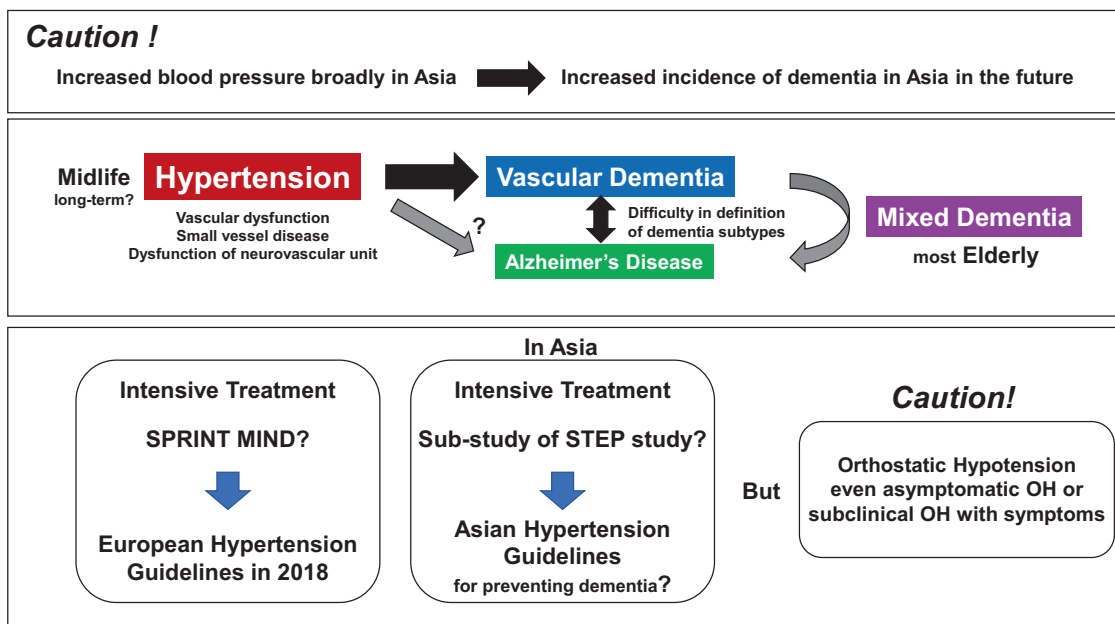 Caution !
Increased blood pressure broadly in Asia
Increased incidence of dementia in Asia in the future
Midlife
long-term?
Hypertension
Vascular dysfunction
Small vessel disease
Dysfunction of neurovascular unit
?
Vascular Dementia
Difficulty in definition
of dementia subtypes
Alzheimer's Disease
Mixed Dementia
most Elderly
Intensive Treatment
SPRINT MIND?
European Hypertension
Guidelines in 2018
In Asia
Intensive Treatment
Sub-study of STEP study?
Asian Hypertension
Guidelines
for preventing dementia?
But
Caution!
Orthostatic Hypotension
even asymptomatic OH or
subclinical OH with symptoms